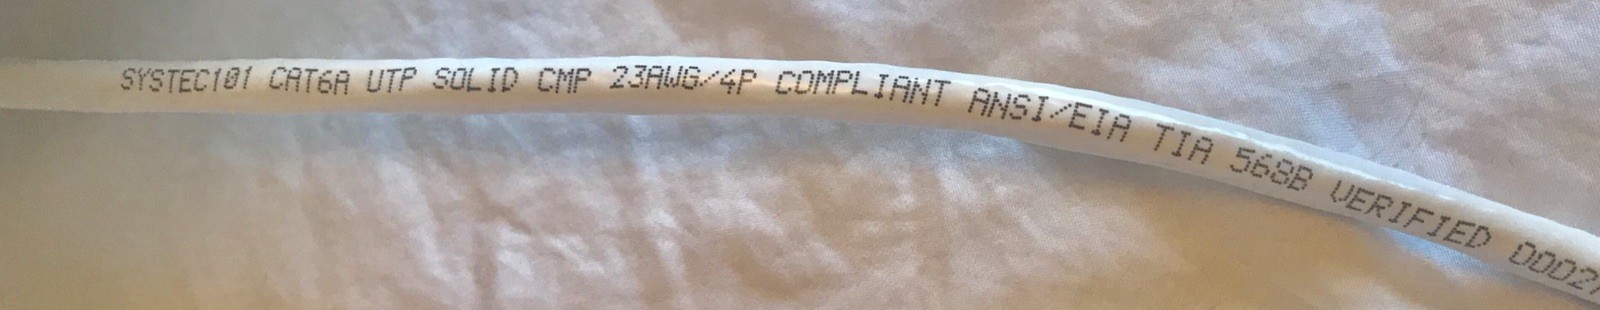 SYSTEC101 CAT6A UTP SOLID CMP 23AWG/4P COMPLIANT ANSI/EIA TIA 568B VERIFIED